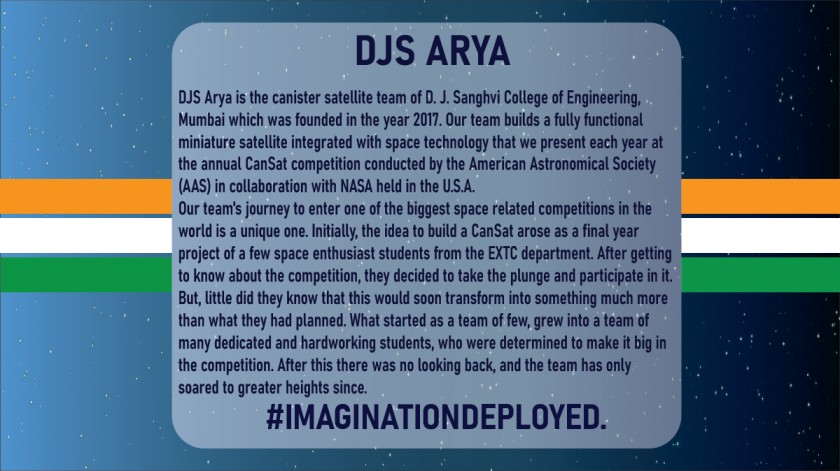 DJS ARYA
DJS Arya is the canister satellite team of D. J. Sanghvi College of Engineering,
Mumbai which was founded in the year 2017. Our team builds a fully functional
miniature satellite integrated with space technology that we present each year at
the annual CanSat competition conducted by the American Astronomical Society
(AAS) in collaboration with NASA held in the U.S.A.
Our team's journey to enter one of the biggest space related competitions in the
world is a unique one. Initially, the idea to build a CanSat arose as a final year
project of a few space enthusiast students from the EXTC department. After getting
to know about the competition, they decided to take the plunge and participate in it.
But, little did they know that this would soon transform into something much more
than what they had planned. What started as a team of few, grew into a team of
many dedicated and hardworking students, who were determined to make it big in
the competition. After this there was no looking back, and the team has only
soared to greater heights since.
#IMAGINATIONDEPLOYED.